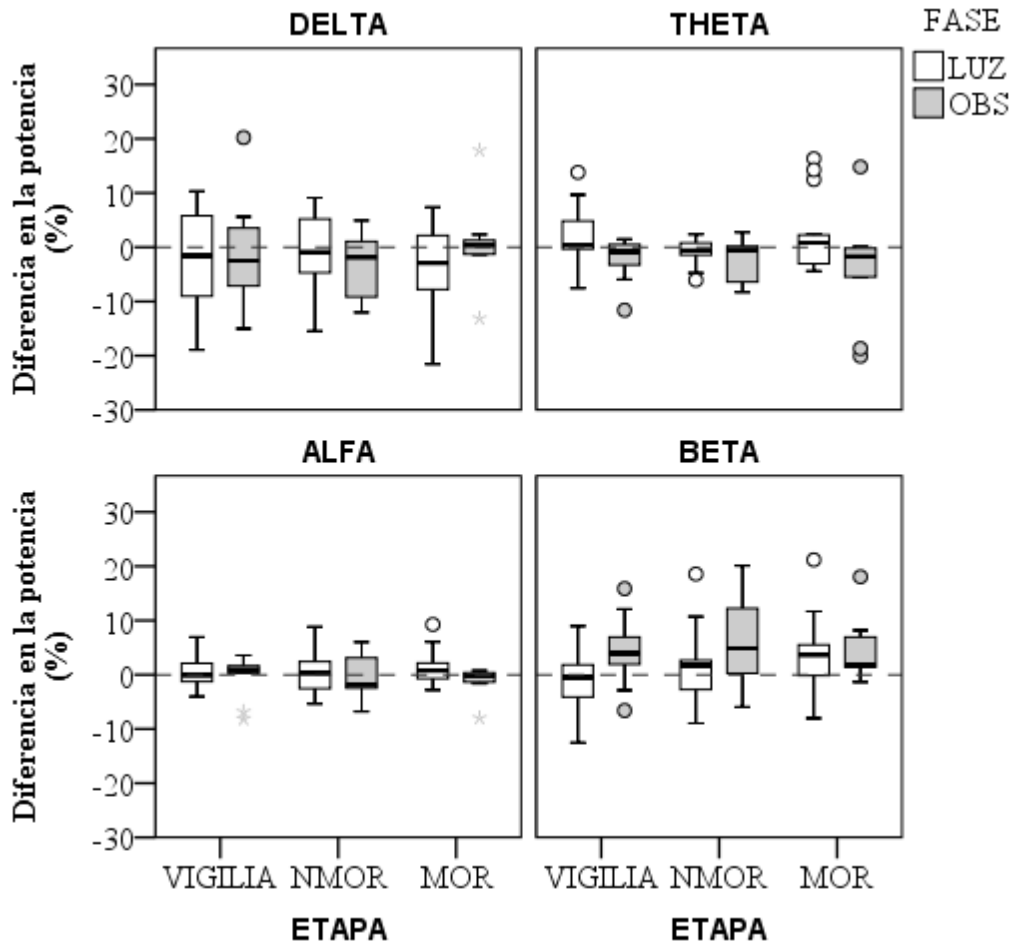 DELTA
THETA
FASE
LUZ
OBS
Diferencia en la potencia
(%)
30
20
10
0
-10
-20
-30
ALFA
BETA
Diferencia en la potencia
(%)
30
20
10
0
-10
-20
-30
VIGILIA NMOR MOR
VIGILIA NMOR MOR
ETAPA
ETAPA